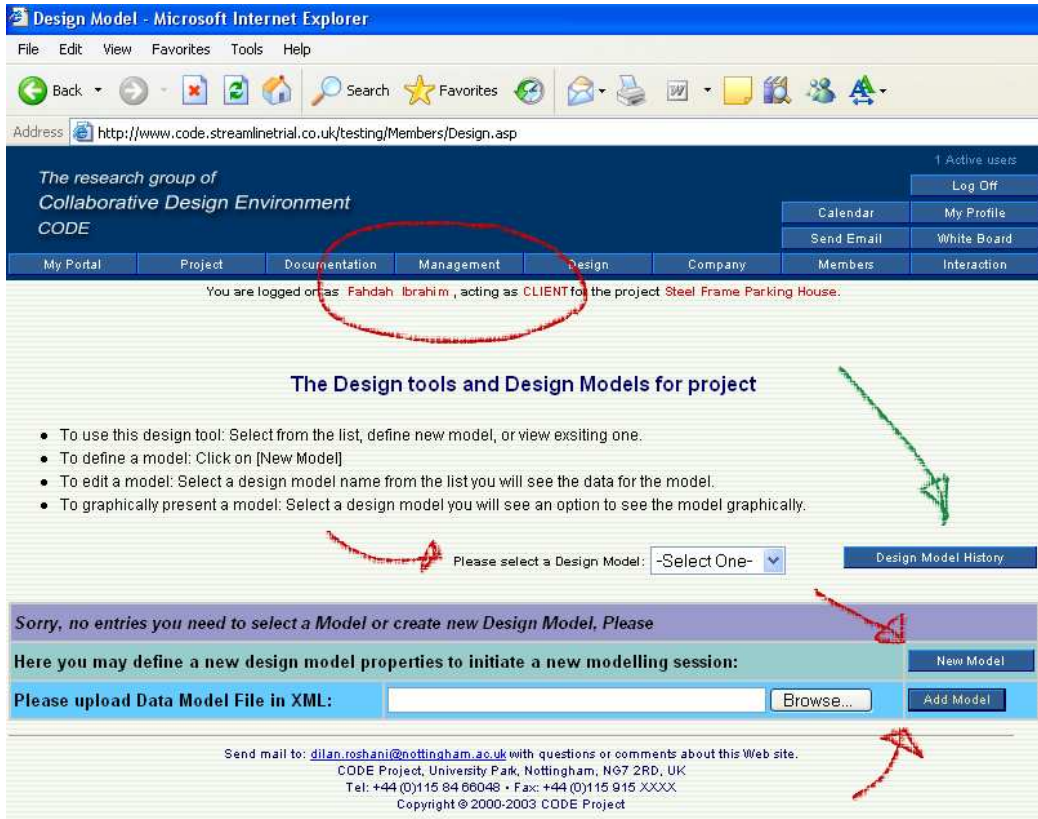 Design Model - Microsoft Internet Explorer
File Edit View Favorites Tools Help
Back Search Favorites
Address http://www.code.streamlinetrial.co.uk/testing/Members/Design.asp
1 Active users
The research group of
Collaborative Design Environment
CODE
Log Off
Calendar My Profile
Send Email White Board
My Portal Project Documentation Management Design Company Members Interaction
You are logged on as Fahdah Ibrahim , acting as CLIENT for the project Steel Frame Parking House.
The Design tools and Design Models for project
• To use this design tool: Select from the list, define new model, or view exsiting one.
• To define a model: Click on [New Model]
• To edit a model: Select a design model name from the list you will see the data for the model.
• To graphically present a model: Select a design model you will see an option to see the model graphically.
Please select a Design Model: -Select One- Design Model History
Sorry, no entries you need to select a Model or create new Design Model, Please
Here you may define a new design model properties to initiate a new modelling session: New Model
Please upload Data Model File in XML: Browse... Add Model
Send mail to: dilan.roshani@nottingham.ac.uk with questions or comments about this Web site.
CODE Project, University Park, Nottingham, NG7 2RD, UK
Tel: +44 (0)115 84 66048 • Fax: +44 (0)115 915 XXXX
Copyright © 2000-2003 CODE Project